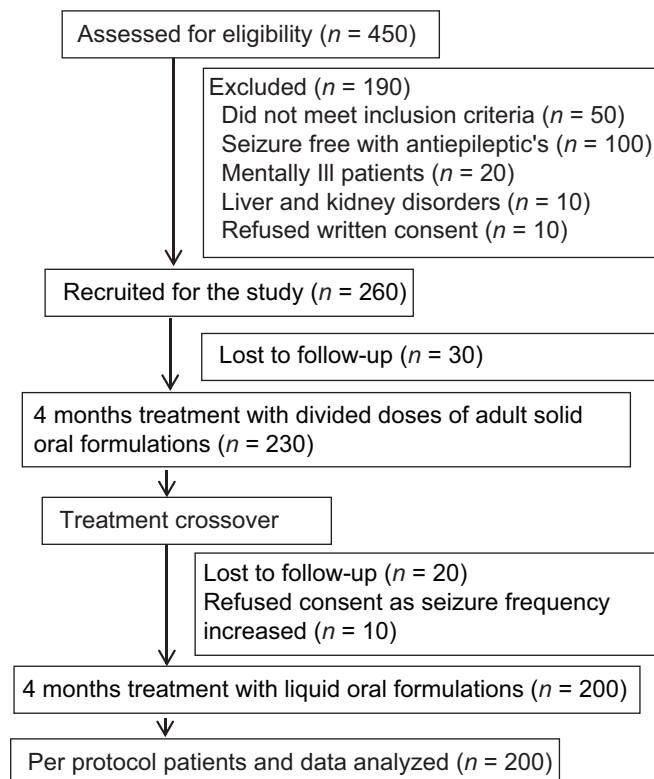 Assessed for eligibility (n = 450)
Excluded (n = 190)
Did not meet inclusion criteria (n = 50)
Seizure free with antiepileptic's (n = 100)
Mentally Ill patients (n = 20)
Liver and kidney disorders (n = 10)
Refused written consent (n = 10)
Recruited for the study (n = 260)
Lost to follow-up (n = 30)
4 months treatment with divided doses of adult solid
oral formulations (n = 230)
Treatment crossover
Lost to follow-up (n = 20)
Refused consent as seizure frequency
increased (n = 10)
4 months treatment with liquid oral formulations (n = 200)
Per protocol patients and data analyzed (n = 200)